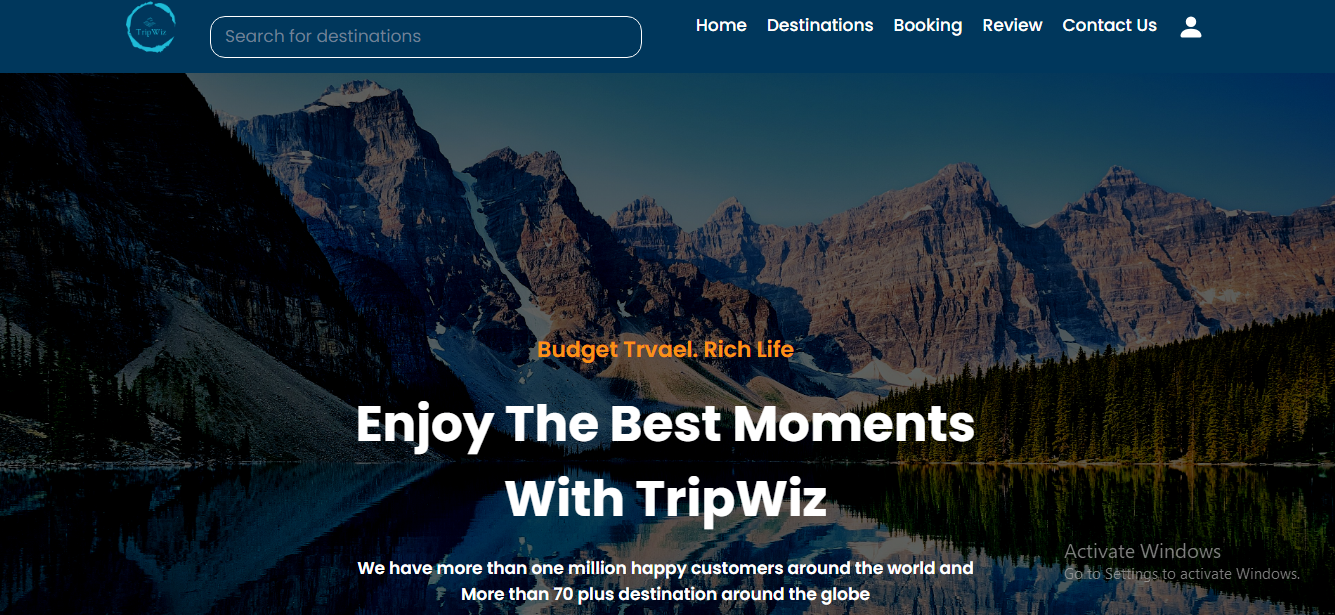 TripWiz
Search for destinations
Home Destinations Booking Review Contact Us
Budget Trvael. Rich Life
Enjoy The Best Moments
With TripWiz
We have more than one million happy customers around the world and
More than 70 plus destination around the globe
Activate Windows
Go to Settings to activate Windows.